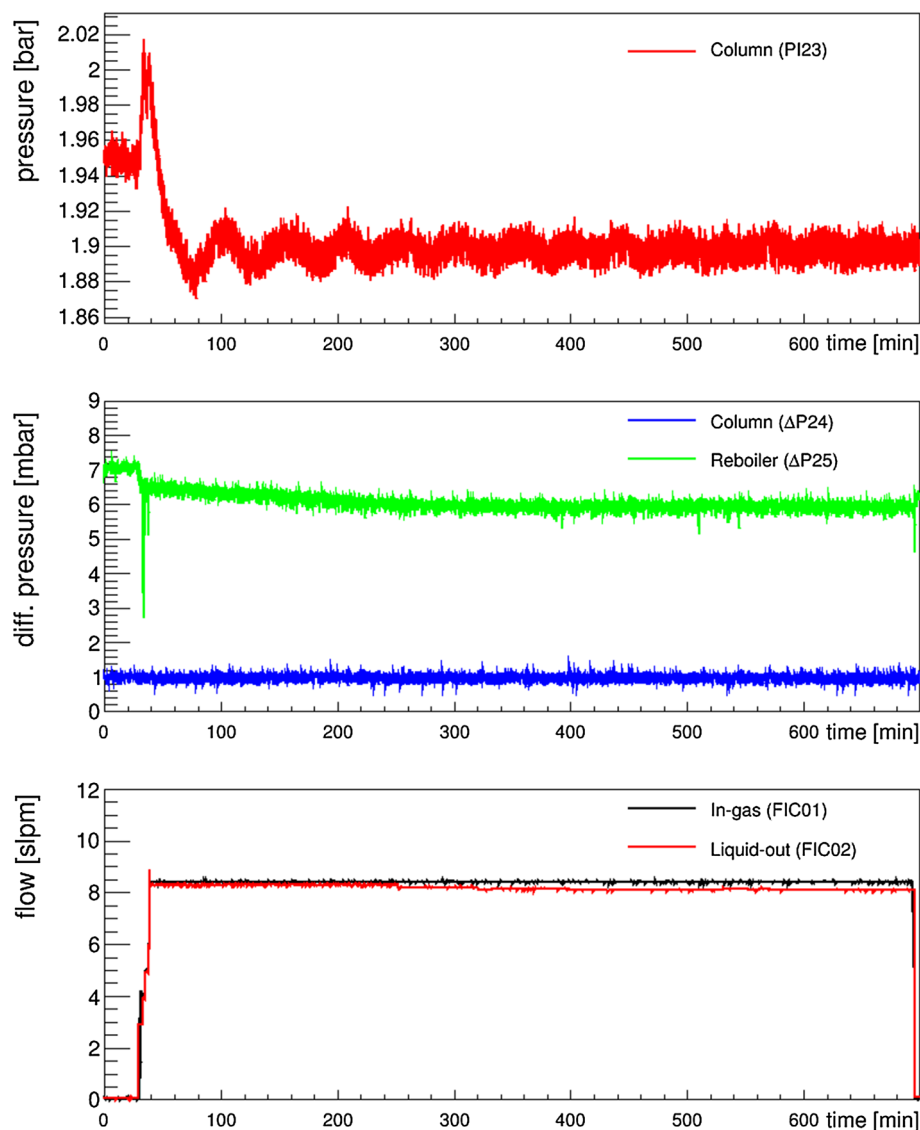 pressure [bar]
2.02
2
1.98
1.96
1.94
1.92
1.9
1.88
1.86
Column (PI23)
0 100 200 300 400 500 600 time [min]
diff. pressure [mbar]
9
8
7
6
5
4
3
2
1
0
Column (ΔP24)
Reboiler (ΔP25)
0 100 200 300 400 500 600 time [min]
flow [slpm]
12
10
8
6
4
2
0
In-gas (FIC01)
Liquid-out (FIC02)
0 100 200 300 400 500 600 time [min]